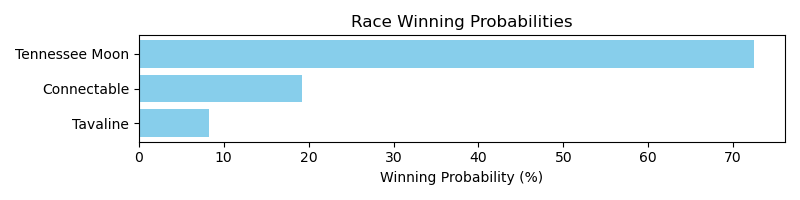 Race Winning Probabilities
Tennessee Moon
Connectable
Tavaline
0 10 20 30 40 50 60 70
Winning Probability (%)